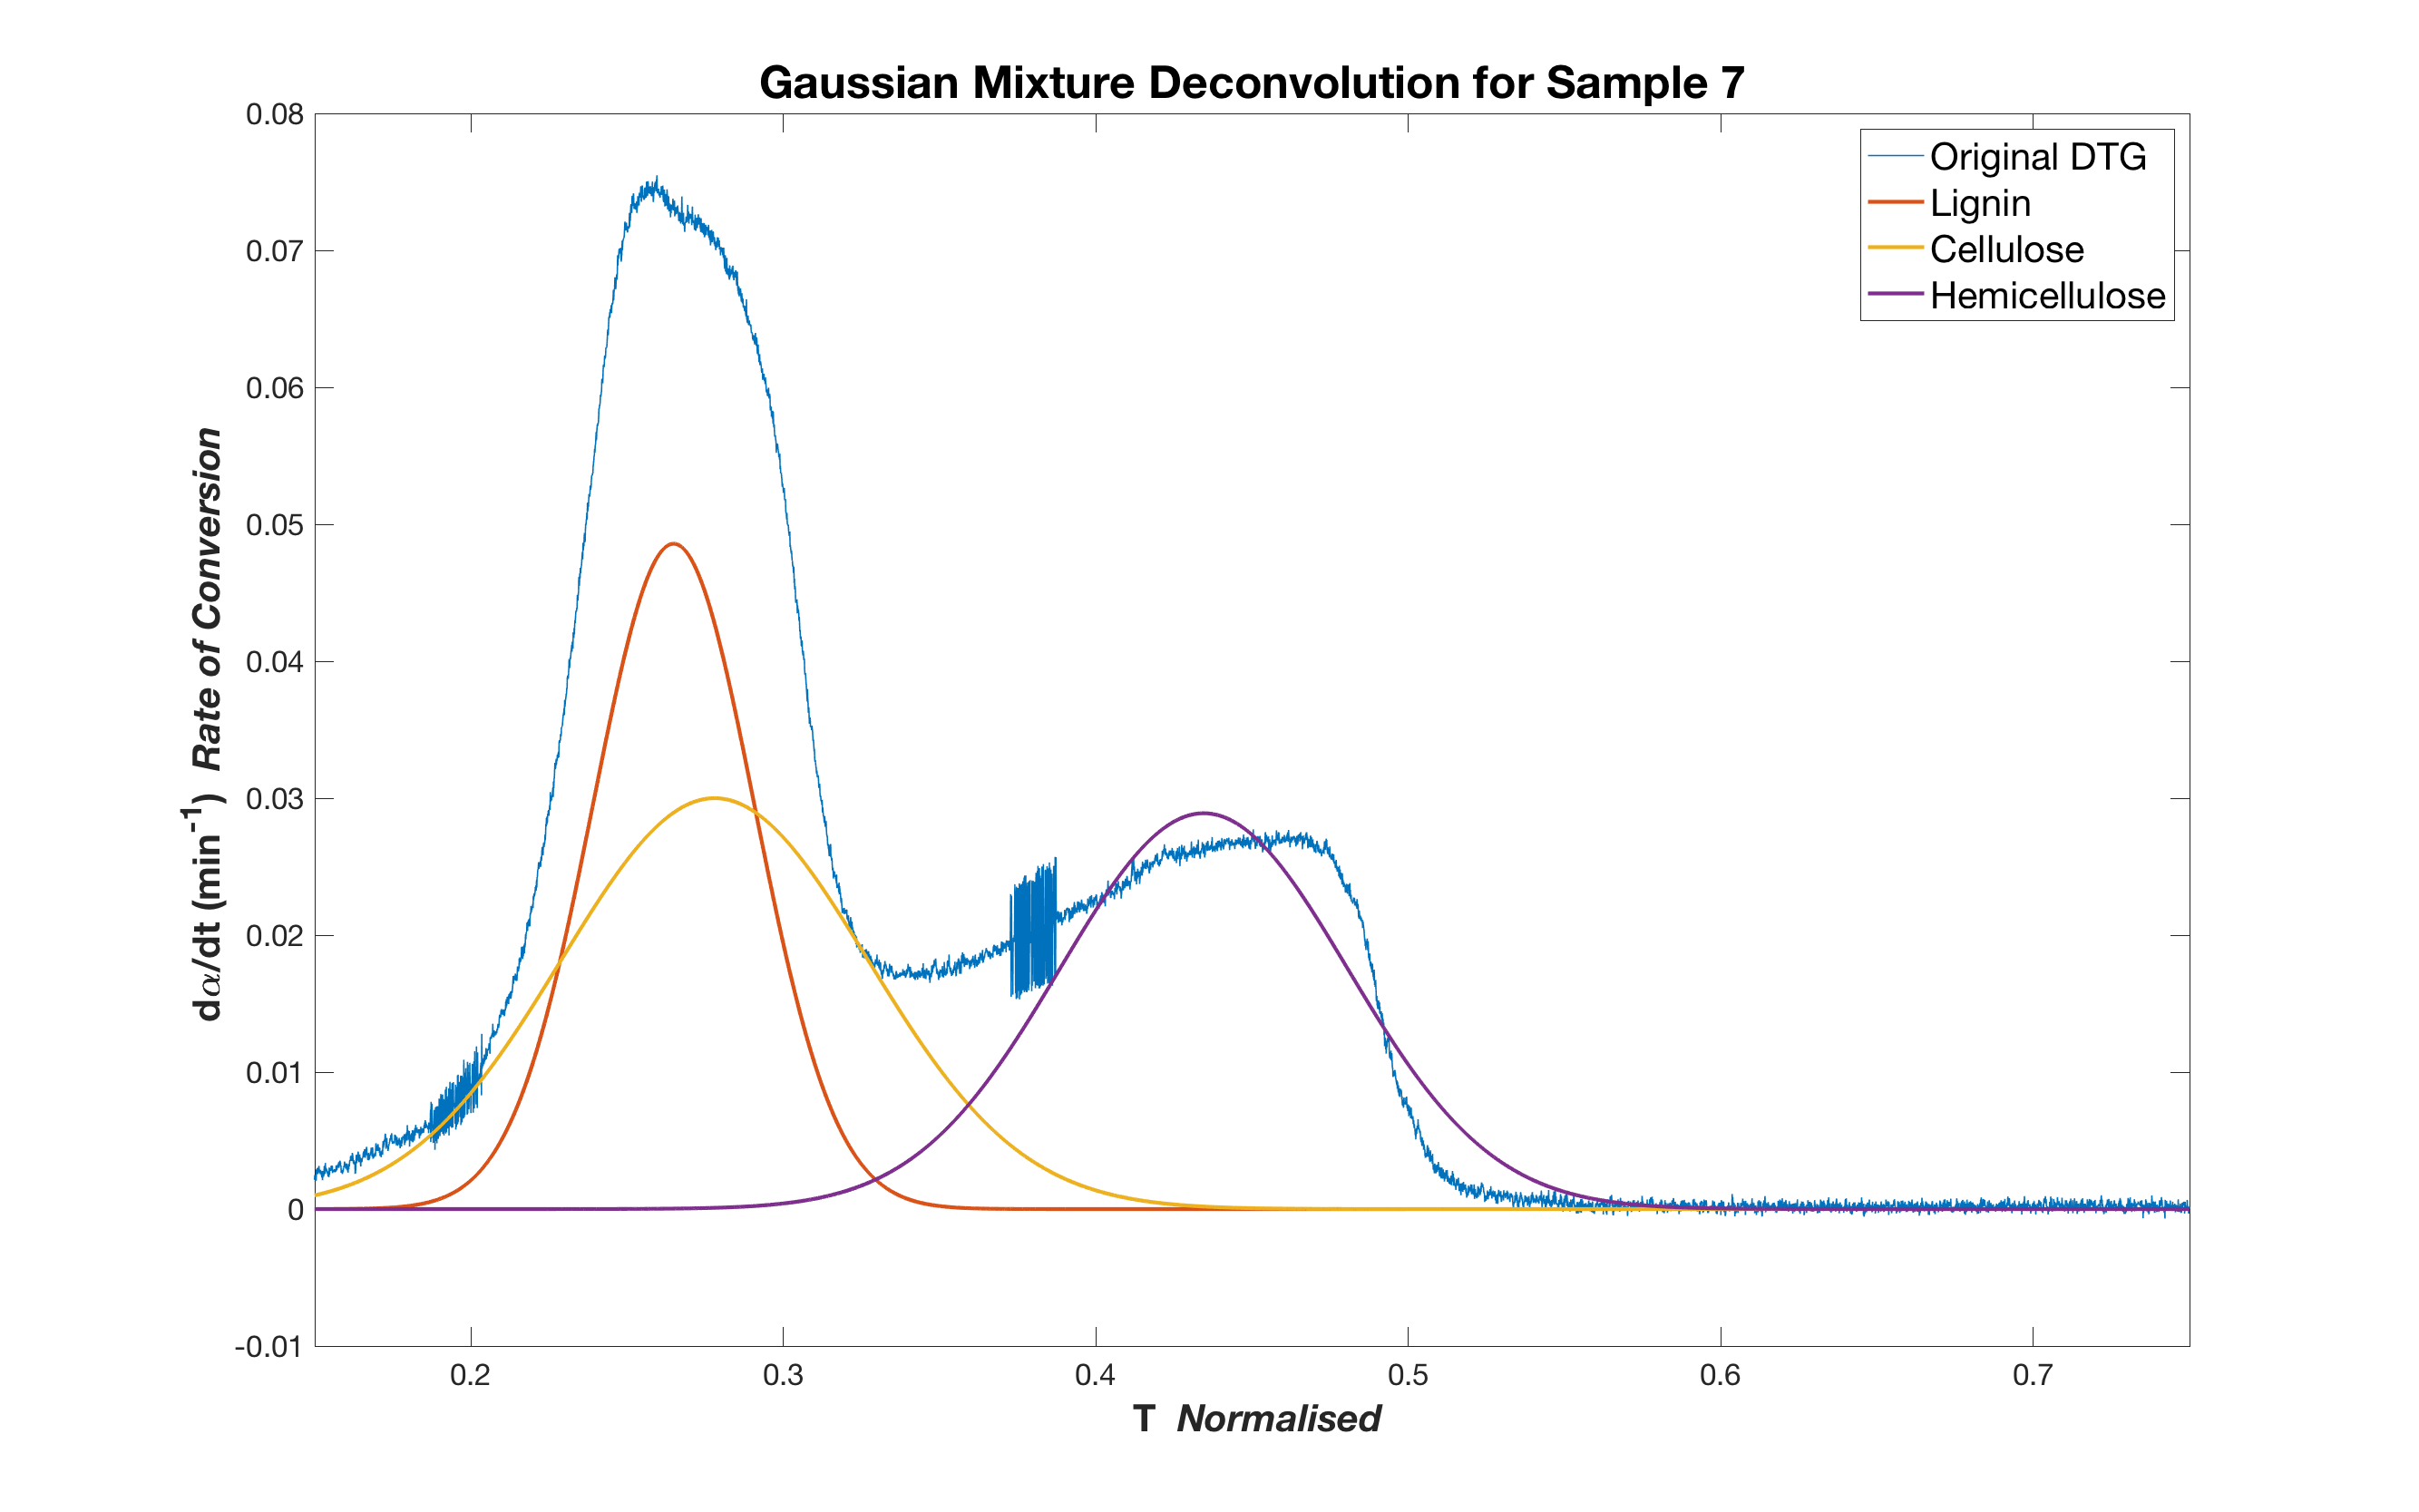 Gaussian Mixture Deconvolution for Sample 7
Original DTG
Lignin
Cellulose
Hemicellulose
dα/dt (min-1) Rate of Conversion
0.08
0.07
0.06
0.05
0.04
0.03
0.02
0.01
0
-0.01
0.2 0.3 0.4 0.5 0.6 0.7
T Normalised